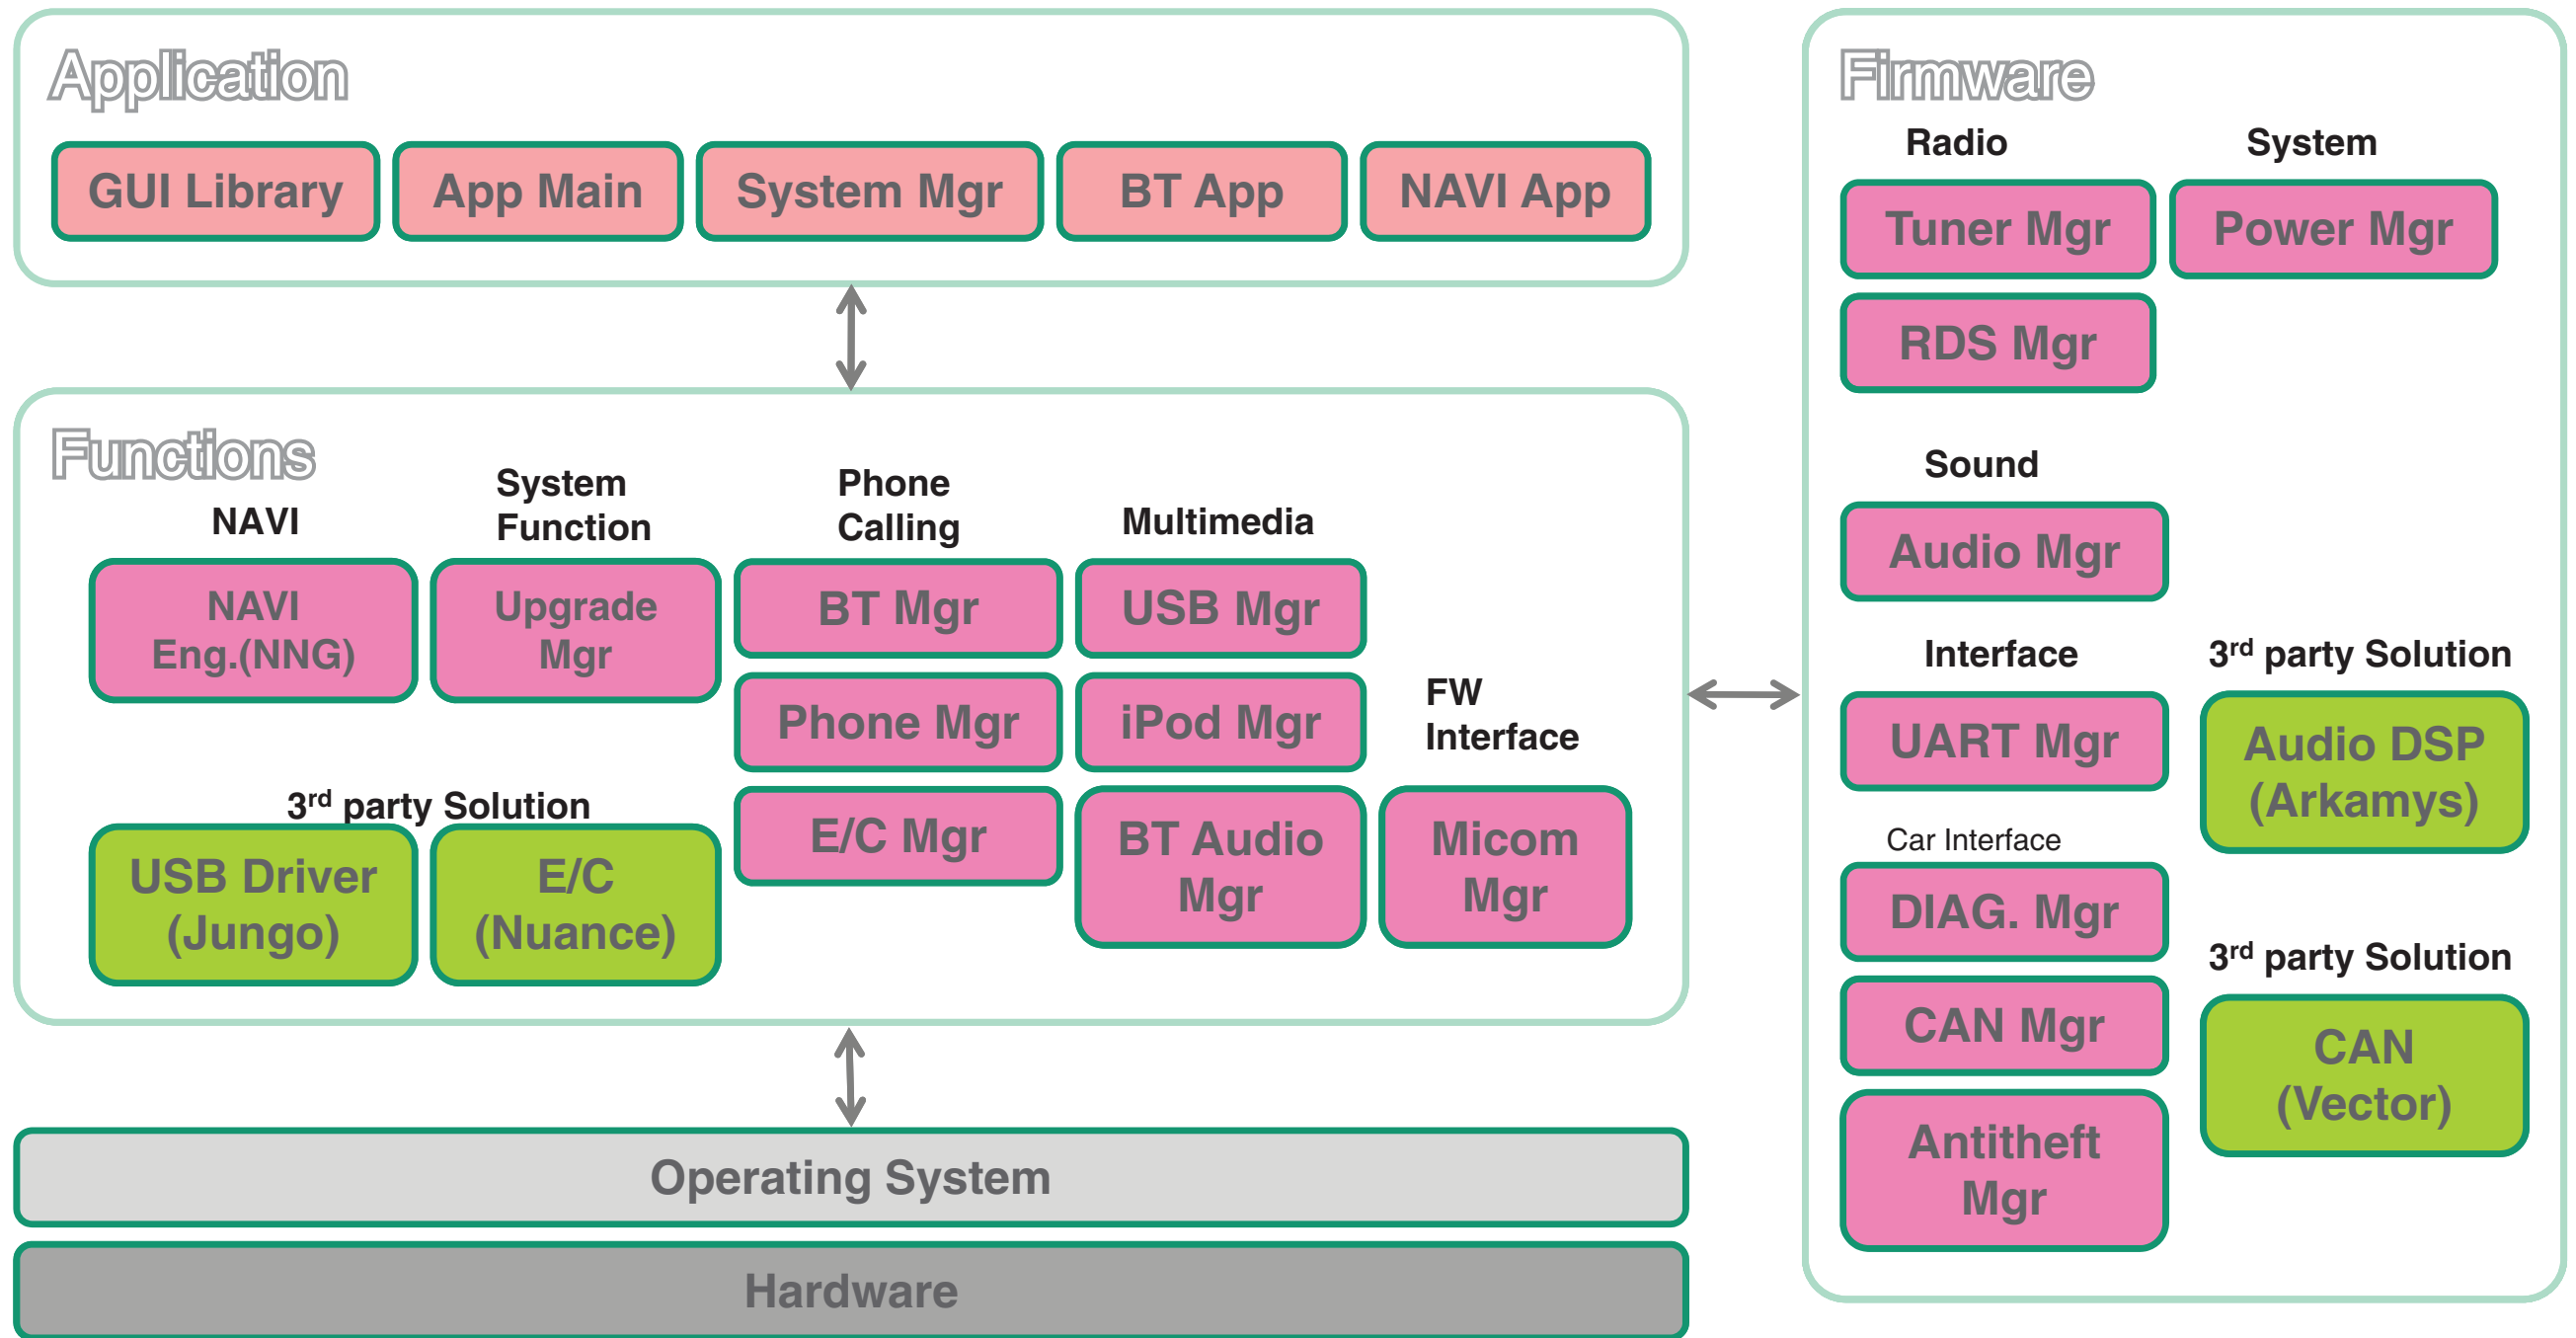 Application
GUI Library
App Main
System Mgr
BT App
NAVI App
Functions
NAVI
NAVI
Eng.(NNG)
System
Function
Upgrade
Mgr
Phone
Calling
BT Mgr
Phone Mgr
E/C Mgr
Multimedia
USB Mgr
iPod Mgr
BT Audio
Mgr
FW
Interface
Micom
Mgr
3rd party Solution
USB Driver
(Jungo)
E/C
(Nuance)
Operating System
Hardware
Firmware
Radio
Tuner Mgr
RDS Mgr
System
Power Mgr
Sound
Audio Mgr
Interface
UART Mgr
3rd party Solution
Audio DSP
(Arkamys)
Car Interface
DIAG. Mgr
CAN Mgr
Antitheft
Mgr
3rd party Solution
CAN
(Vector)